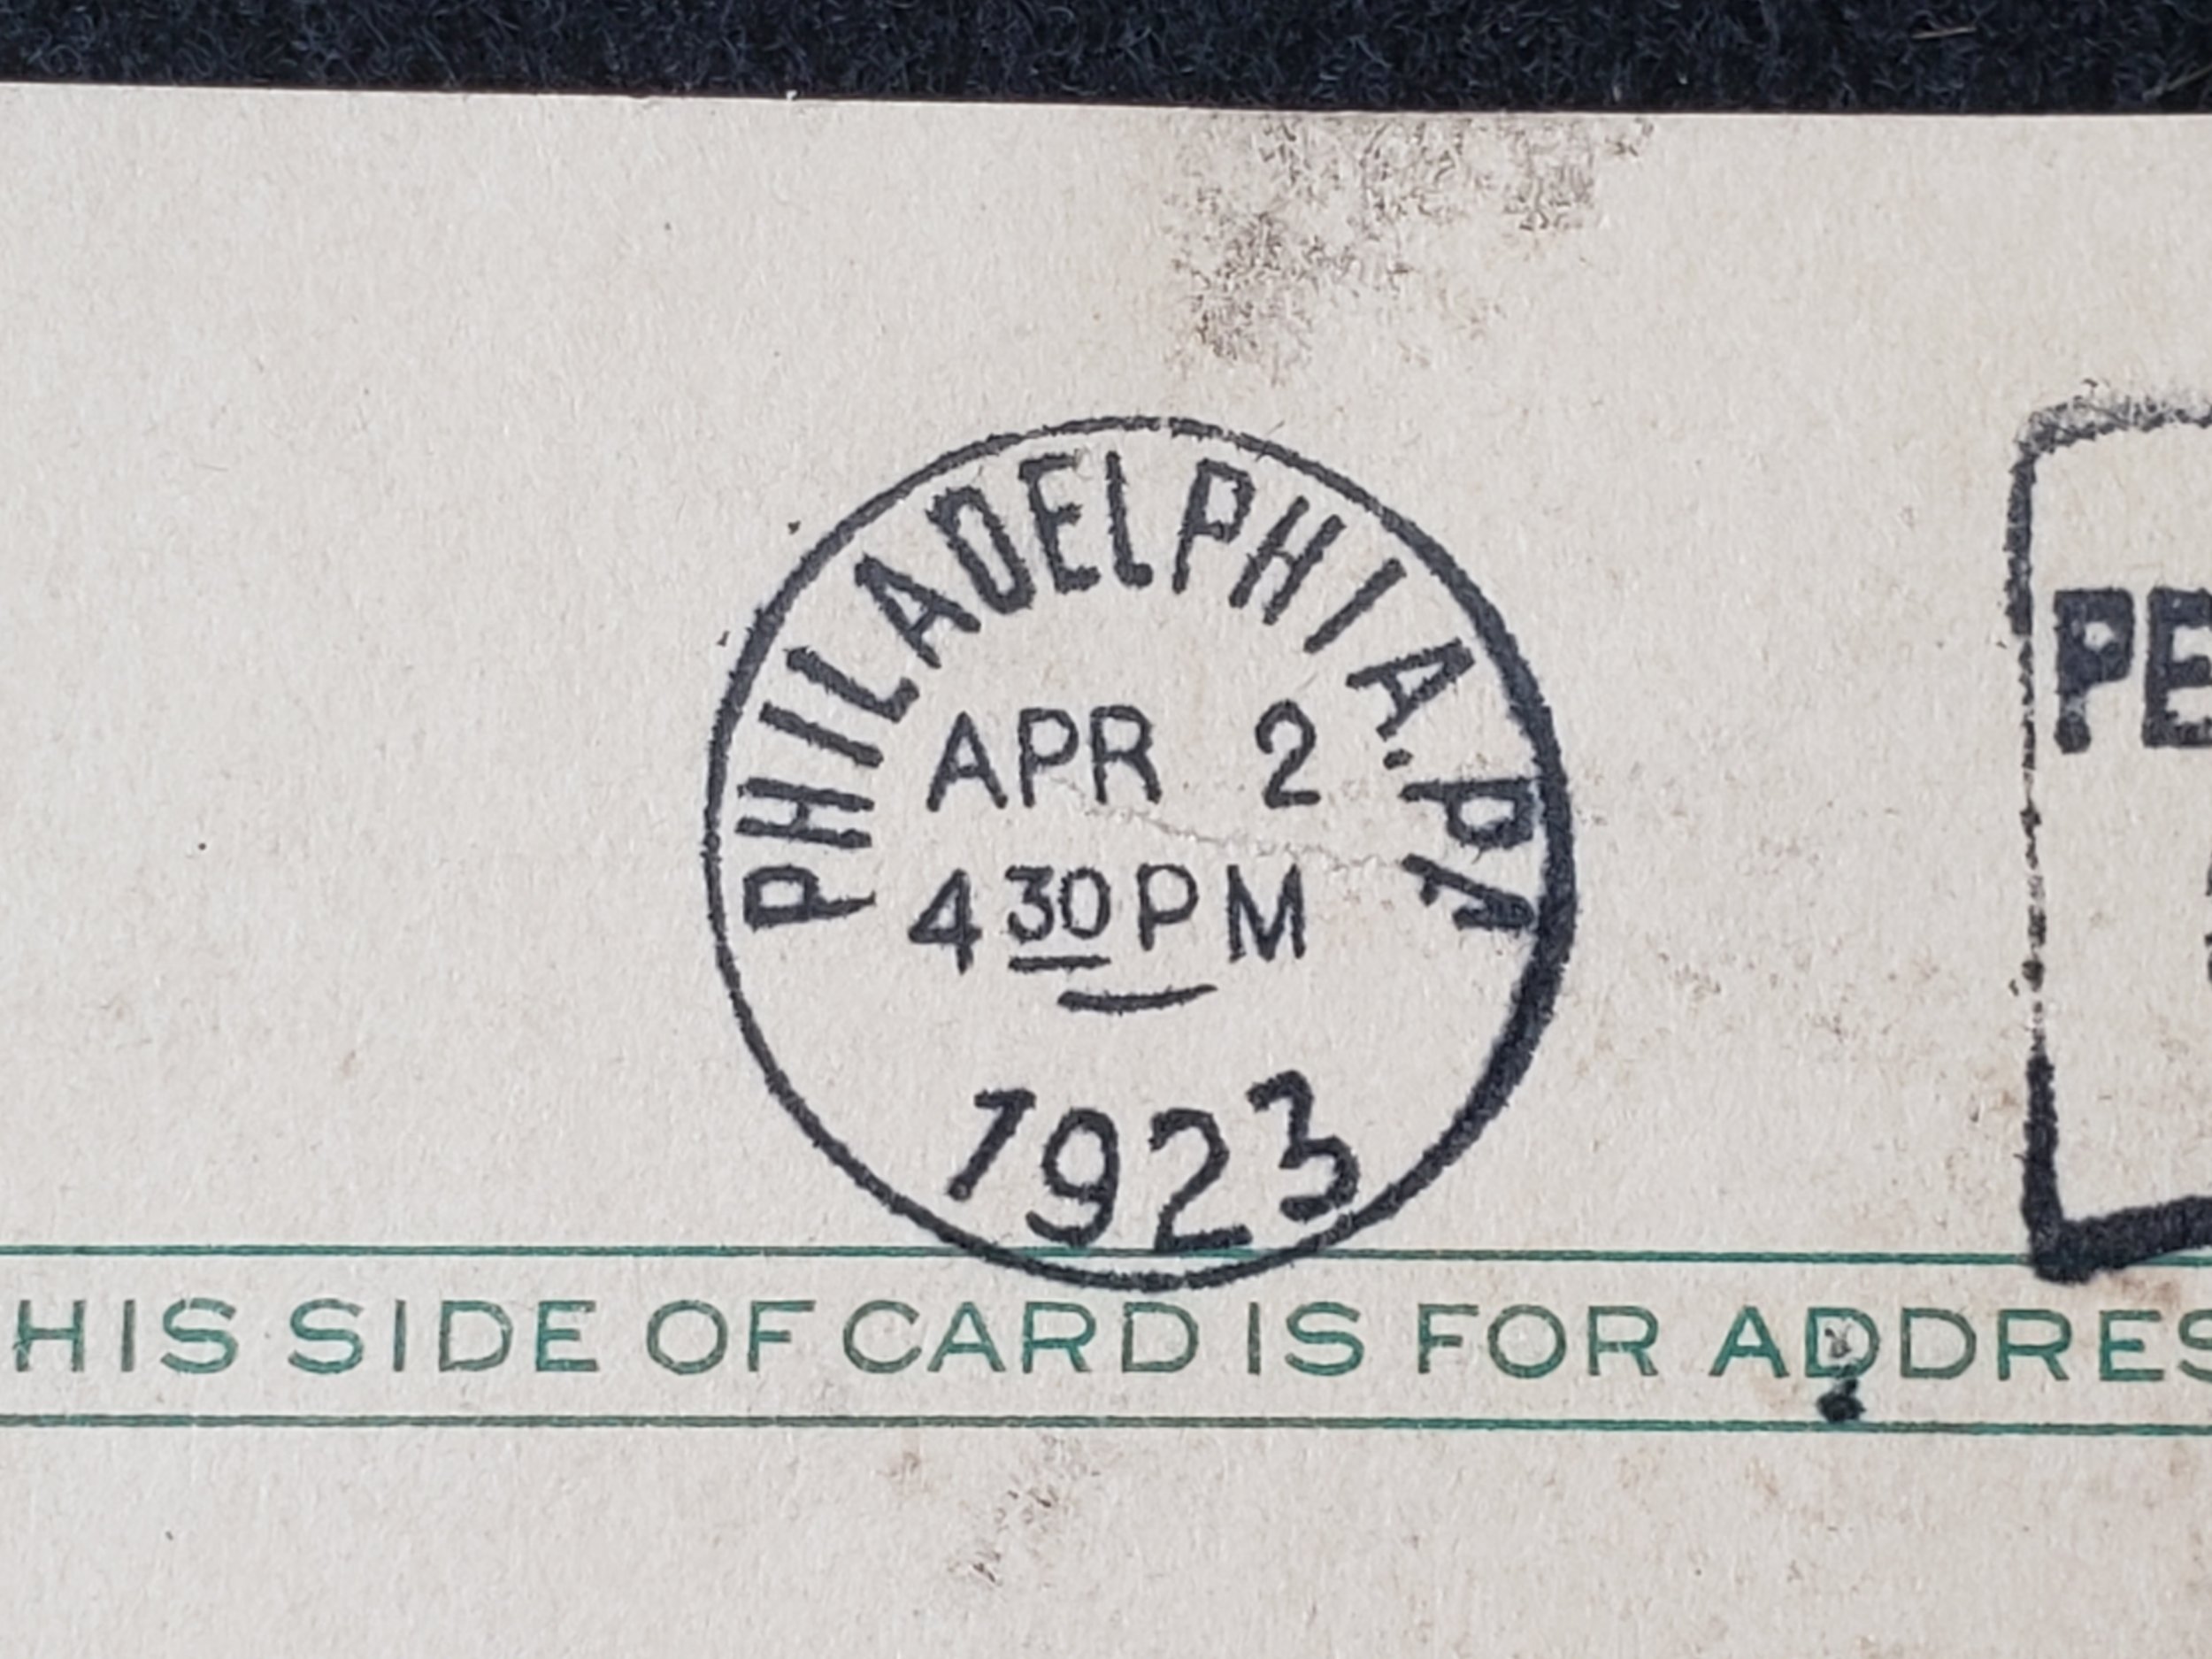 PHILADELPHIA. PA
APR 2
4 30 PM
1923
PE
HIS SIDE OF CARD IS FOR ADDRES